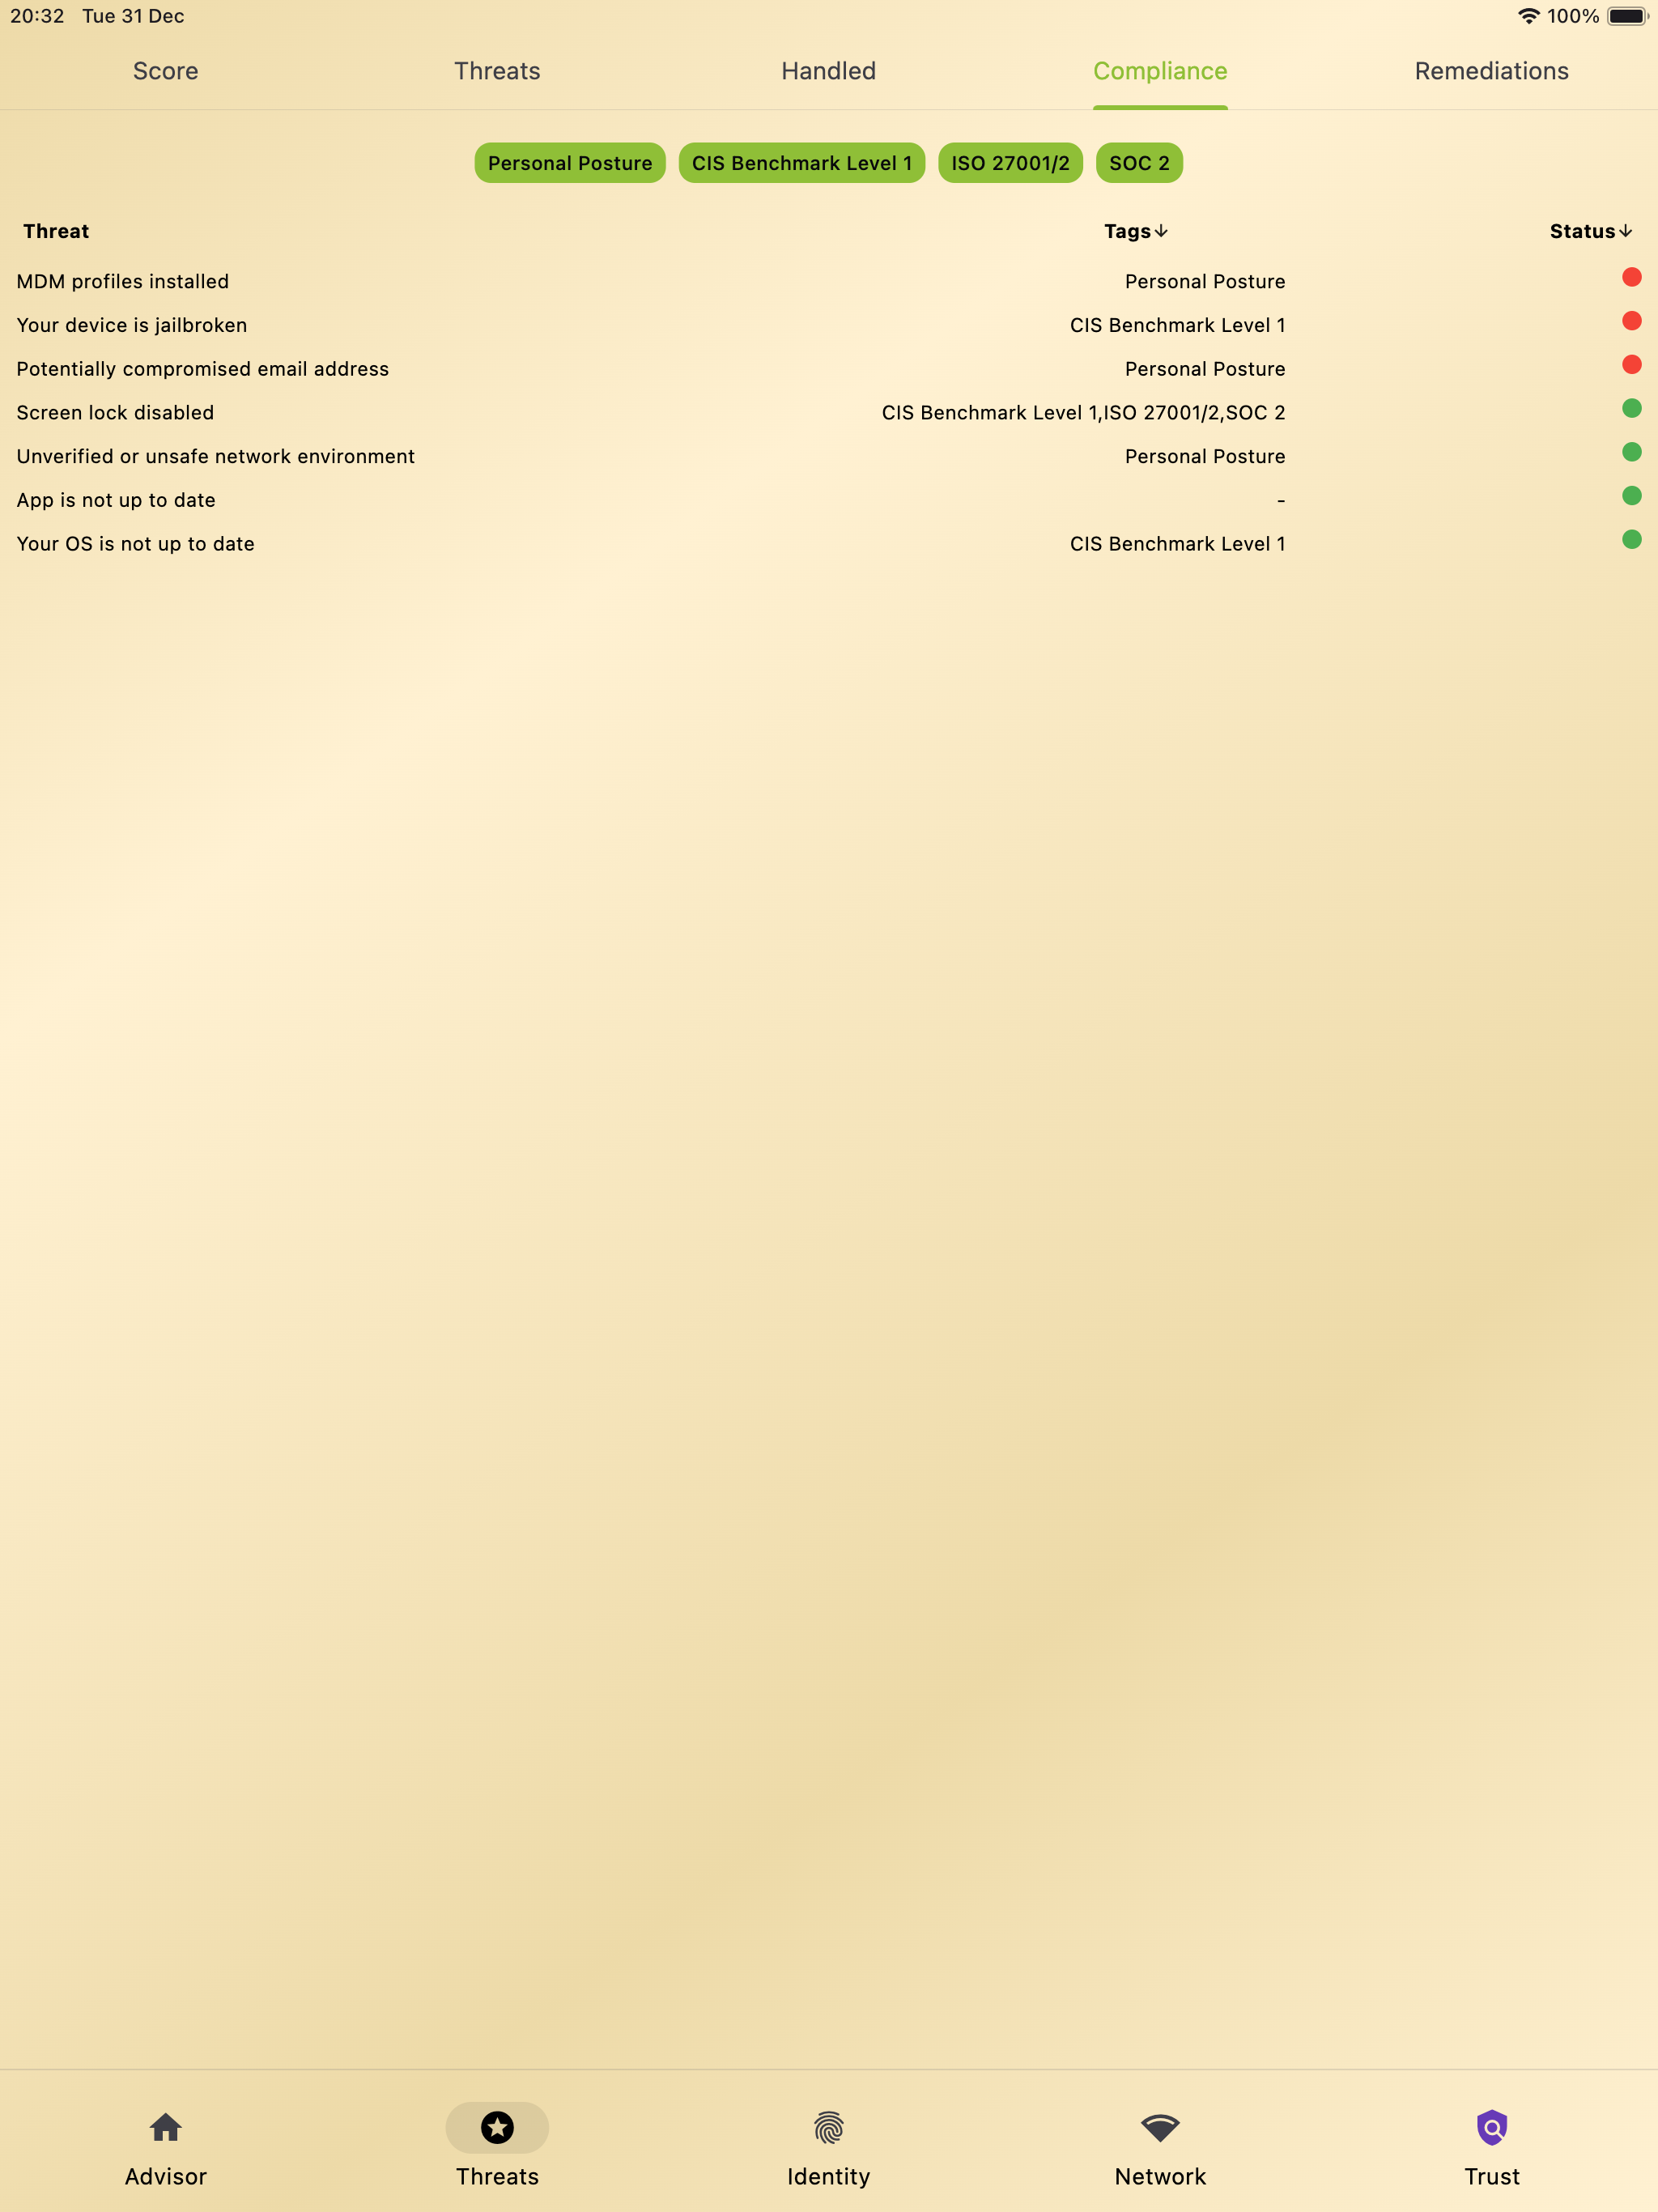 20:32 Tue 31 Dec 100%
Score Threats Handled Compliance Remediations
Personal Posture CIS Benchmark Level 1 ISO 27001/2 SOC 2
Threat Tags↓ Status↓
MDM profiles installed Personal Posture
Your device is jailbroken CIS Benchmark Level 1
Potentially compromised email address Personal Posture
Screen lock disabled CIS Benchmark Level 1,ISO 27001/2,SOC 2
Unverified or unsafe network environment Personal Posture
App is not up to date -
Your OS is not up to date CIS Benchmark Level 1
Advisor Threats Identity Network Trust